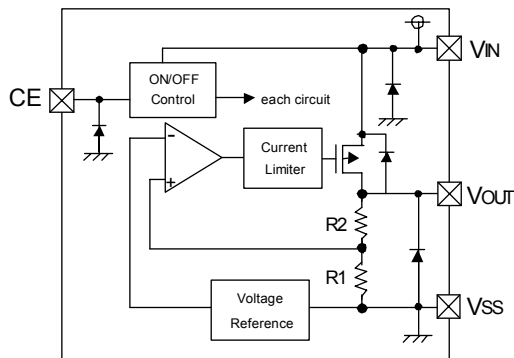 VIN
ON/OFF
Control
CE
each circuit
-
Current
Limiter
+
VOUT
R2
R1
Voltage
Reference
VSS